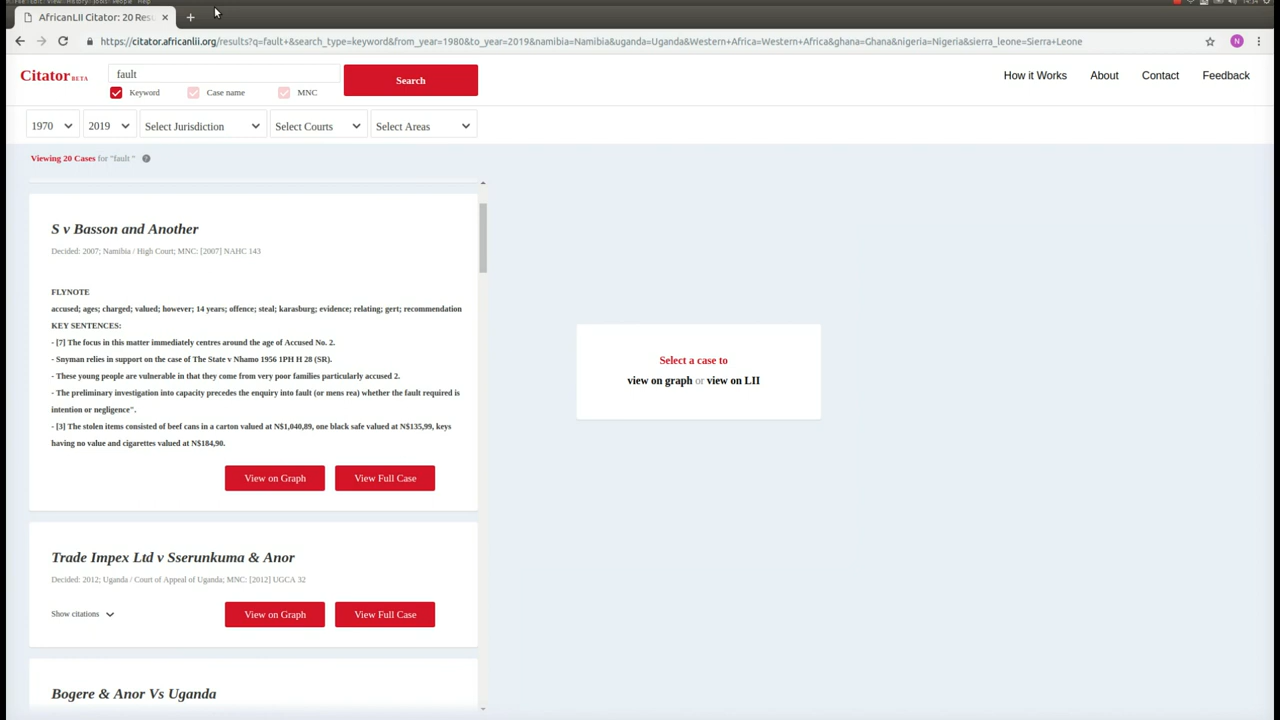 AfricanLII Citator: 20 Res
https://citator.africanlii.org/results?q=fault+&search_type=keyword&from_year=1980&to_year=2019&namibia=Namibia&uganda=Uganda&Western+Africa=Western+Africa&ghana=Ghana&nigeria=Nigeria&sierra_leone=Sierra+Leone
N
Citator BETA
fault
Search
How it Works About Contact Feedback
Keyword Case name MNC
1970 2019 Select Jurisdiction Select Courts Select Areas
Viewing 20 Cases for "fault "
S v Basson and Another
Decided: 2007; Namibia / High Court; MNC: [2007] NAHC 143
FLYNOTE
accused; ages; charged; valued; however; 14 years; offence; steal; karasburg; evidence; relating; gert; recommendation
KEY SENTENCES:
- [7] The focus in this matter immediately centres around the age of Accused No. 2.
- Snyman relies in support on the case of The State v Nhamo 1956 1PH H 28 (SR).
- These young people are vulnerable in that they come from very poor families particularly accused 2.
- The preliminary investigation into capacity precedes the enquiry into fault (or mens rea) whether the fault required is
intention or negligence".
- [3] The stolen items consisted of beef cans in a carton valued at N$1,040,89, one black safe valued at N$135,99, keys
having no value and cigarettes valued at N$184,90.
View on Graph View Full Case
Trade Impex Ltd v Sserunkuma & Anor
Decided: 2012; Uganda / Court of Appeal of Uganda; MNC: [2012] UGCA 32
Show citations View on Graph View Full Case
Bogere & Anor Vs Uganda
Select a case to
view on graph or view on LII